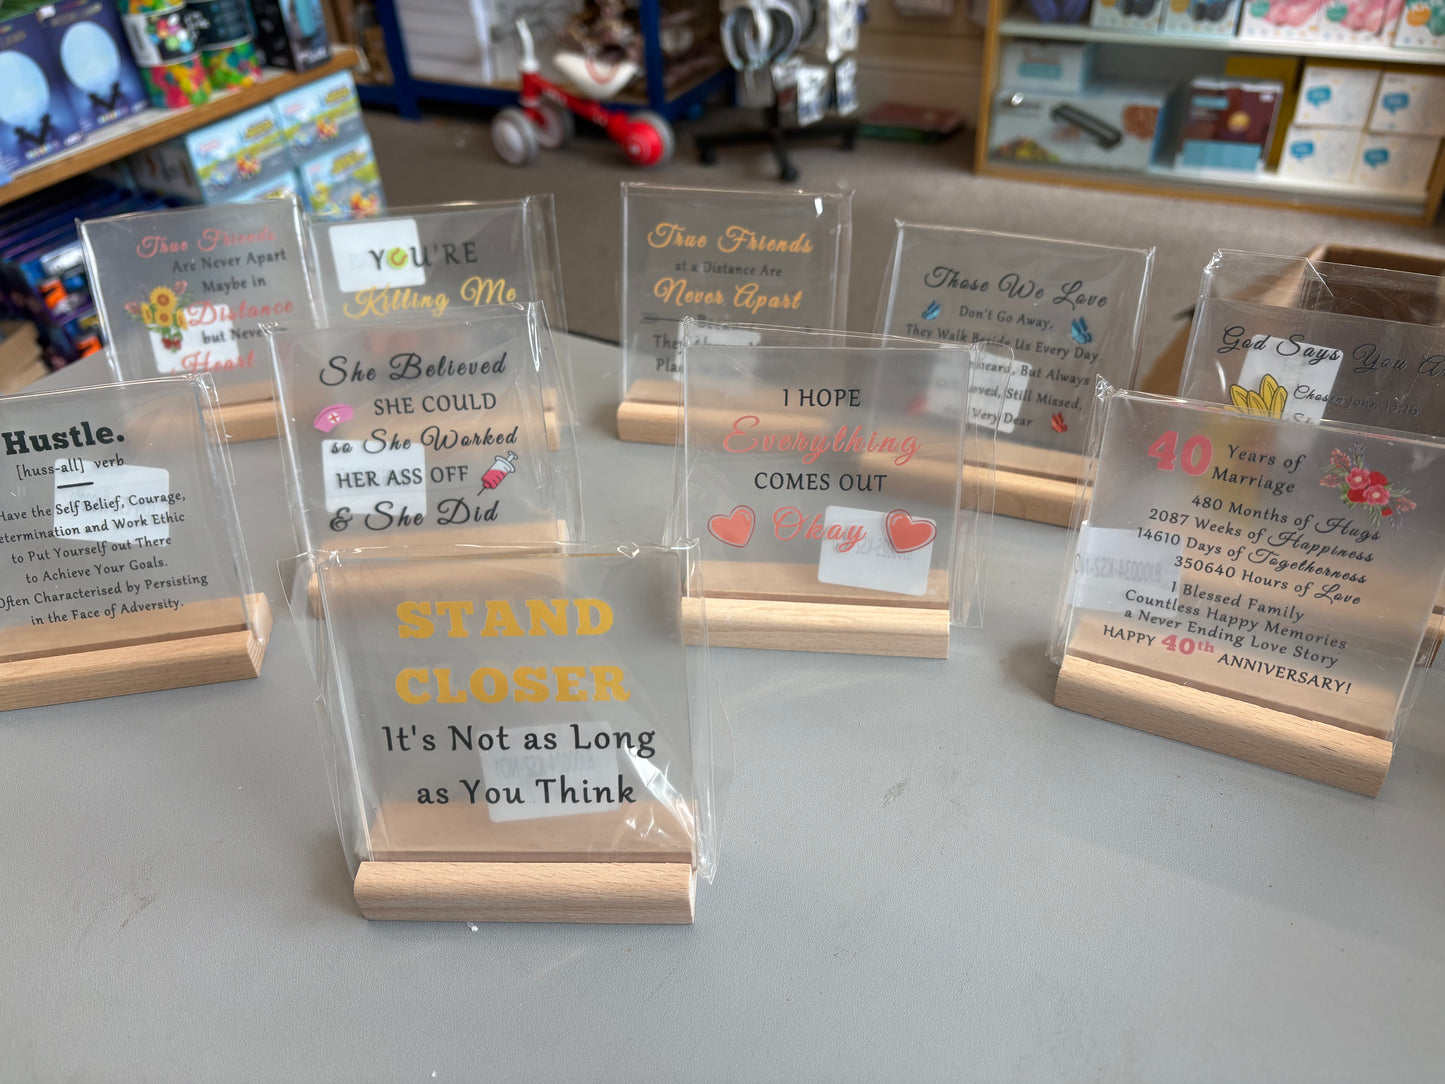 True Friends
Are Never Apart
Maybe in
Distance
but Never
Heart
YOU'RE
Killing Me
True Friends
at a Distance Are
Never Apart
Those We Love
Don't Go Away,
They Walk Beside Us Every Day.
Unheard, But Always
Loved, Still Missed,
Very Dear
God Says You
Chosen John 15:16
Hustle.
[huss-all] verb
Have the Self Belief, Courage,
Determination and Work Ethic
to Put Yourself out There
to Achieve Your Goals.
Often Characterised by Persisting
in the Face of Adversity.
She Believed
SHE COULD
so She Worked
HER ASS OFF
& She Did
I HOPE
Everything
COMES OUT
Okay
40 Years of
Marriage
480 Months of Hugs
2087 Weeks of Happiness
14610 Days of Togetherness
350640 Hours of Love
1 Blessed Family
Countless Happy Memories
a Never Ending Love Story
HAPPY 40th ANNIVERSARY!
STAND
CLOSER
It's Not as Long
as You Think